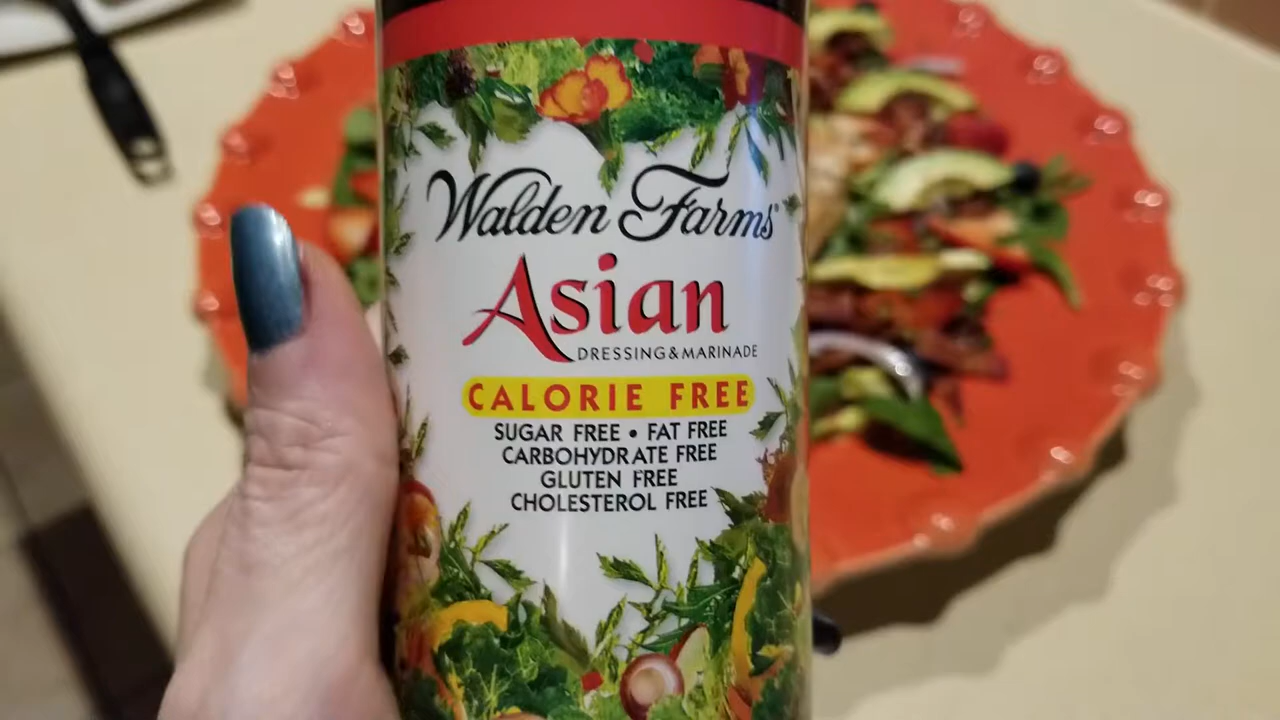 Walden Farms
Asian
DRESSING & MARINADE
CALORIE FREE
SUGAR FREE • FAT FREE
CARBOHYDRATE FREE
GLUTEN FREE
CHOLESTEROL FREE